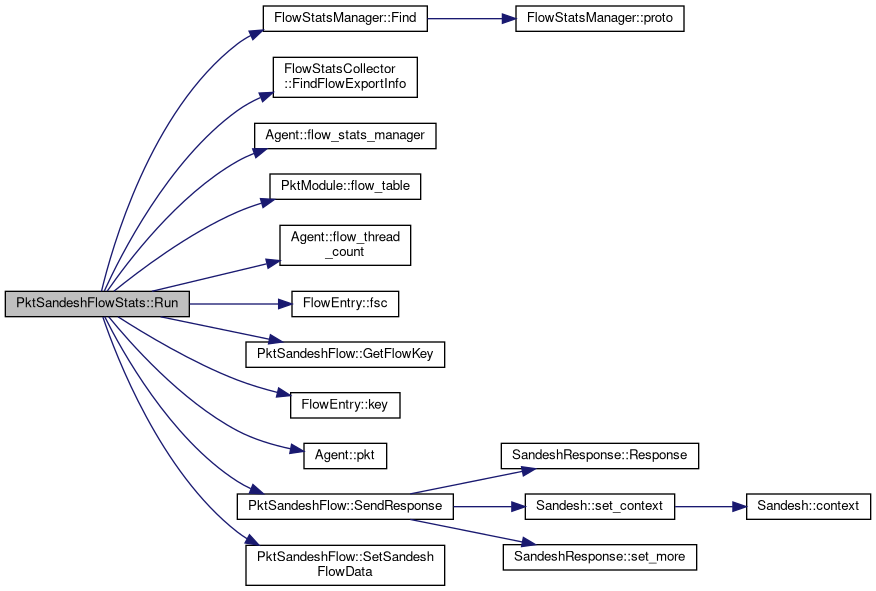 FlowStatsManager::Find
FlowStatsManager::proto
FlowStatsCollector
::FindFlowExportInfo
Agent::flow_stats_manager
PktModule::flow_table
Agent::flow_thread
_count
PktSandeshFlowStats::Run
FlowEntry::fsc
PktSandeshFlow::GetFlowKey
FlowEntry::key
Agent::pkt
SandeshResponse::Response
PktSandeshFlow::SendResponse
Sandesh::set_context
Sandesh::context
SandeshResponse::set_more
PktSandeshFlow::SetSandesh
FlowData